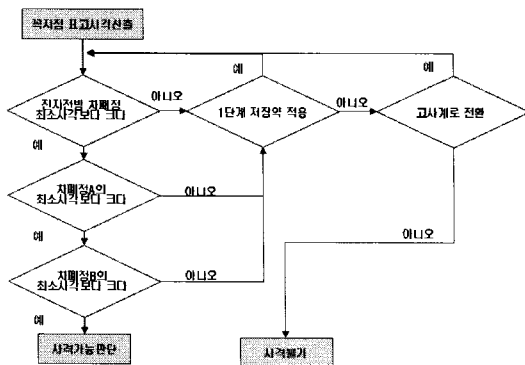 꼭지점 표고사각산출
예
예
진지전방 차폐점
최소사각보다 크다
아니오
1단계 저장약 적용
아니오
고사계로 전환
예
차폐점A의
최소사각보다 크다
아니오
예
아니오
차폐점B의
최소사각보다 크다
아니오
예
사격가능판단
사격불가